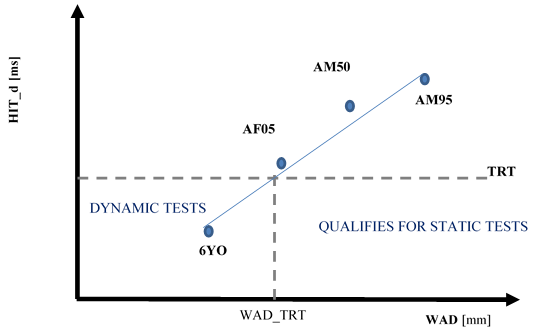 HIT_d [ms]
AM50
AM95
AF05
TRT
DYNAMIC TESTS
QUALIFIES FOR STATIC TESTS
6YO
WAD_TRT
WAD [mm]